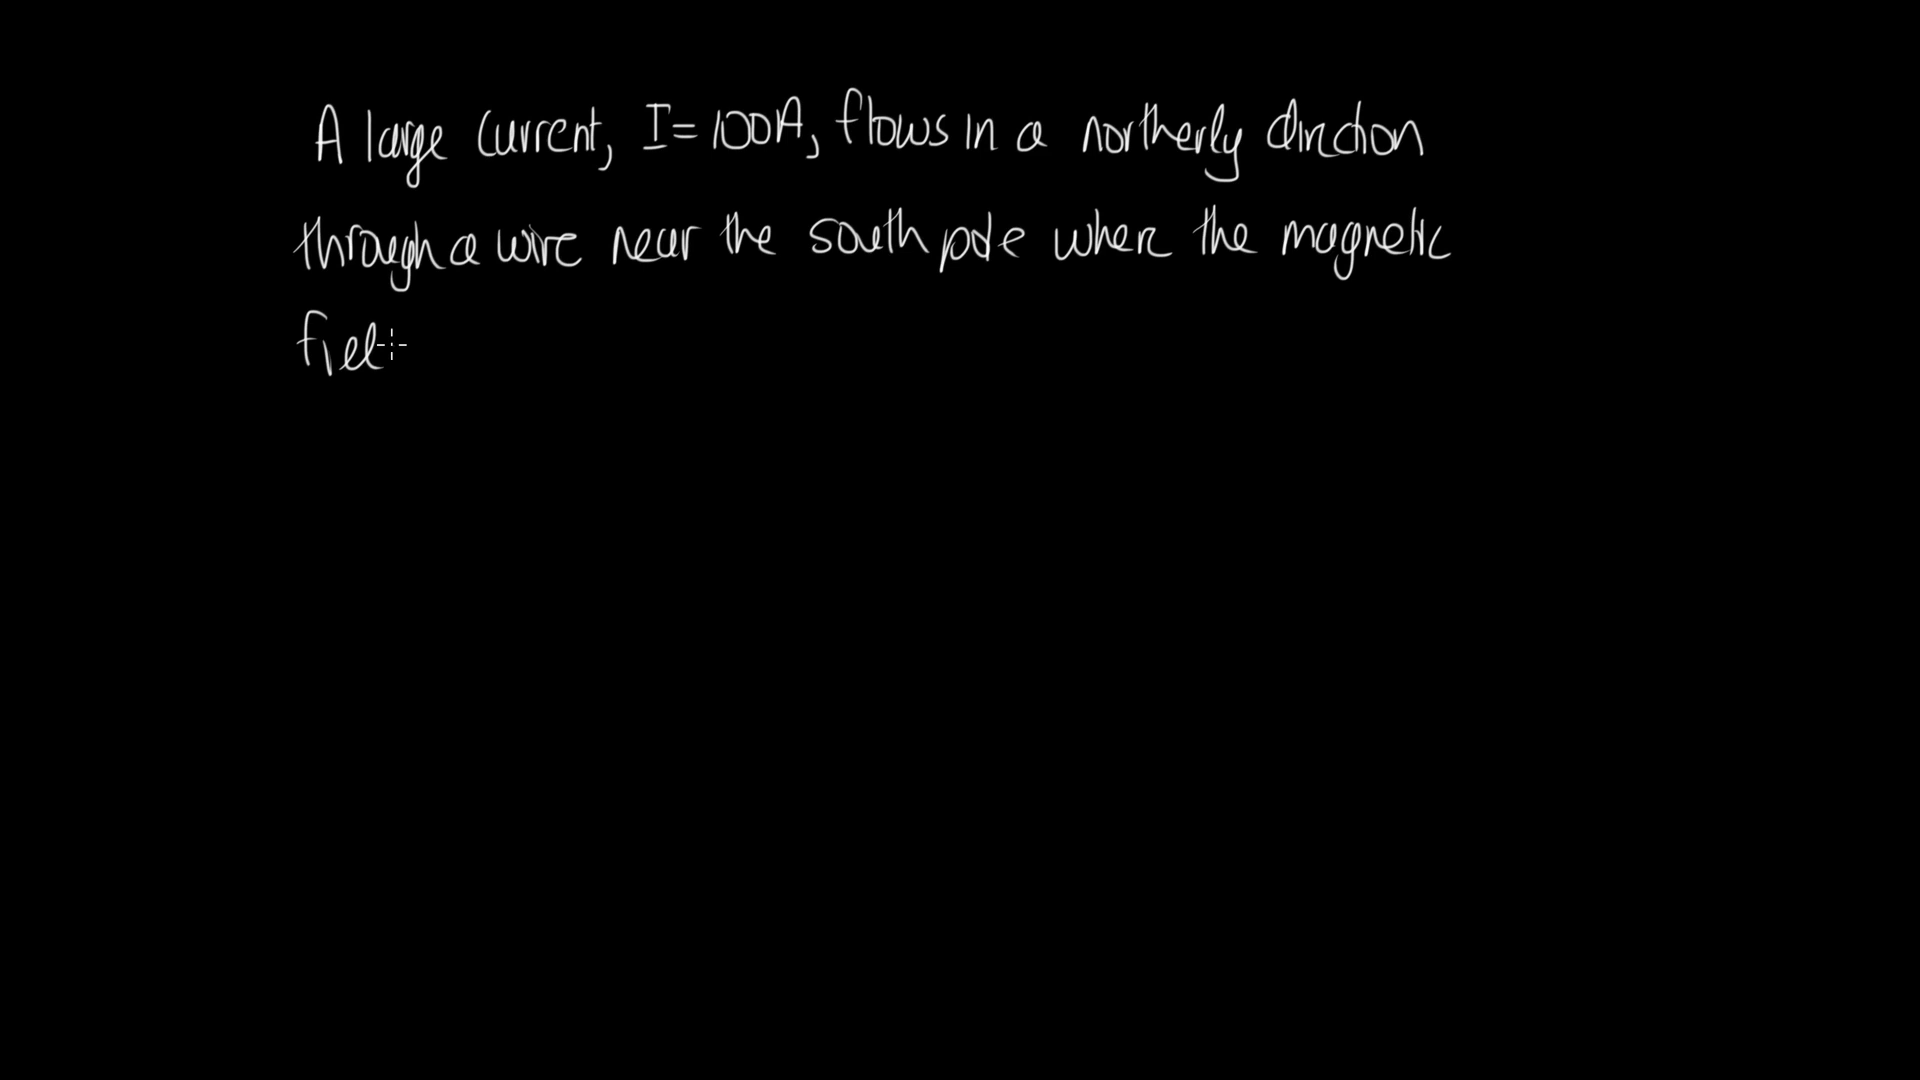 A large current, I=100A, flows in a northerly direction
through a wire near the south pole where the magnetic
fiel